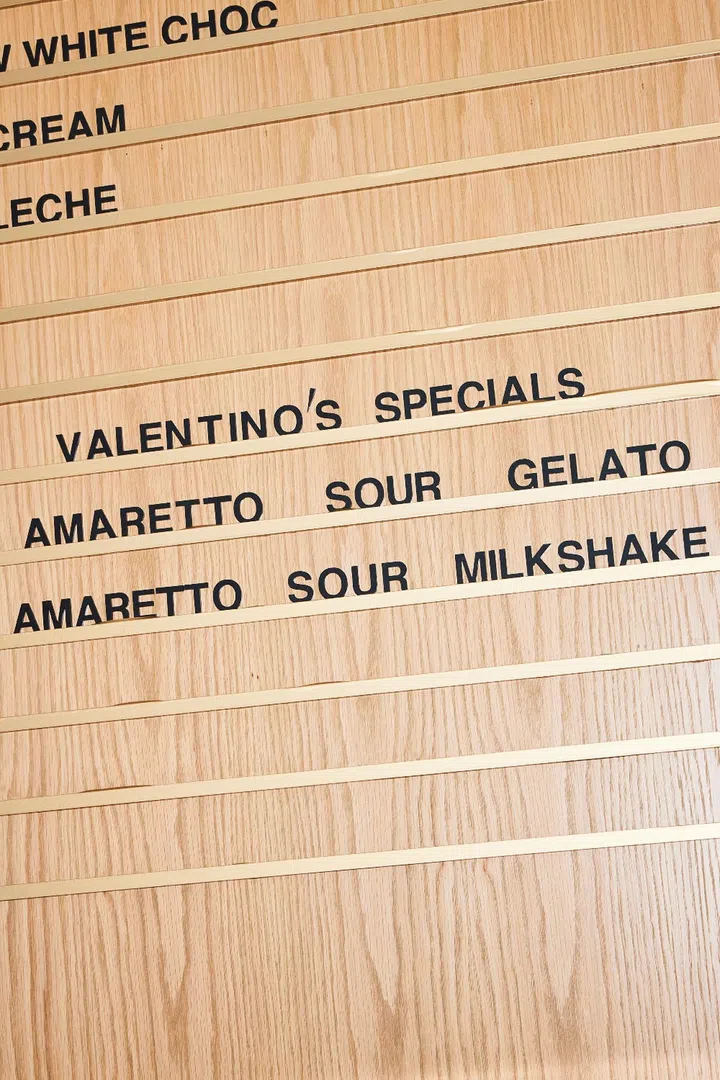 WHITE CHOC
CREAM
LECHE
VALENTINO'S SPECIALS
AMARETTO SOUR GELATO
AMARETTO SOUR MILKSHAKE